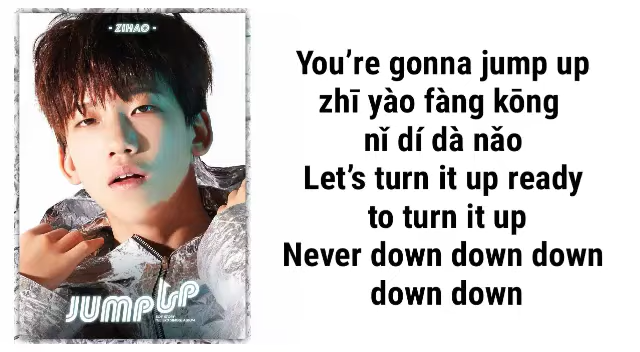 - ZIHAO -
JUMP UP
You’re gonna jump up
zhī yào fàng kōng
nǐ dí dà nǎo
Let’s turn it up ready
to turn it up
Never down down down
down down